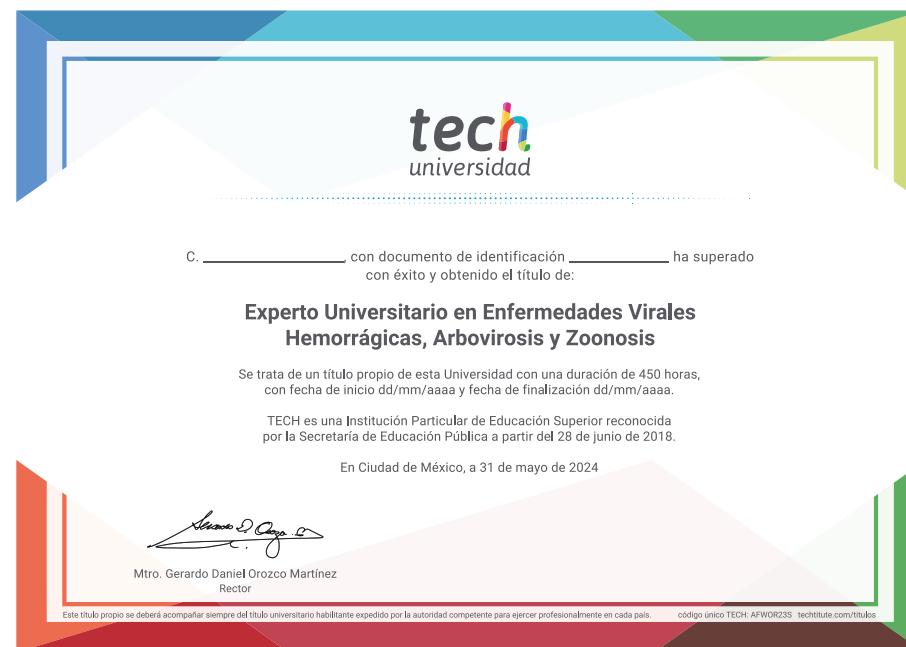 tech
universidad
C. ____________________, con documento de identificación ______________ ha superado
con éxito y obtenido el título de:
Experto Universitario en Enfermedades Virales
Hemorrágicas, Arbovirosis y Zoonosis
Se trata de un título propio de esta Universidad con una duración de 450 horas,
con fecha de inicio dd/mm/aaaa y fecha de finalización dd/mm/aaaa.
TECH es una Institución Particular de Educación Superior reconocida
por la Secretaría de Educación Pública a partir del 28 de junio de 2018.
En Ciudad de México, a 31 de mayo de 2024
Mtro. Gerardo Daniel Orozco Martínez
Rector
Este título propio se deberá acompañar siempre del título universitario habilitante expedido por la autoridad competente para ejercer profesionalmente en cada país.
código único TECH: AFWOR23S techtitute.com/titulos